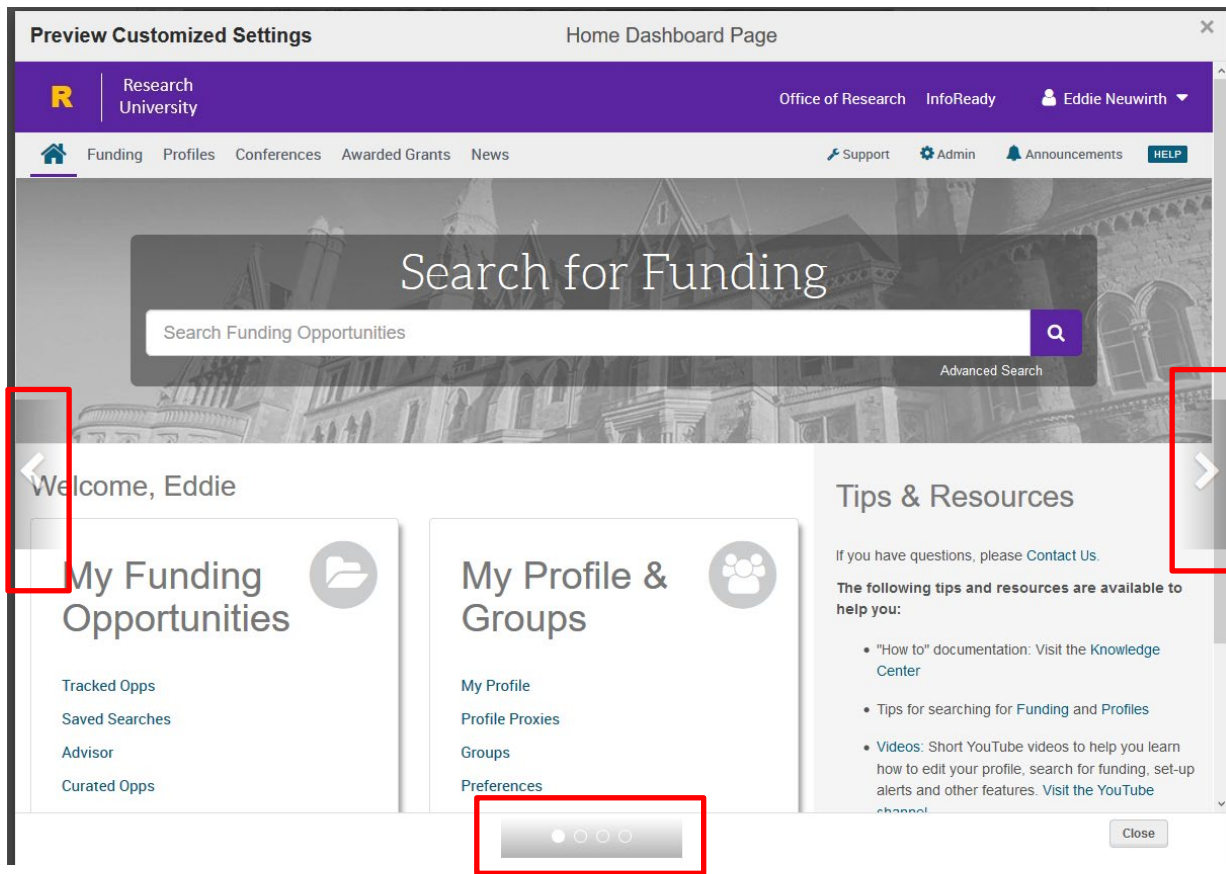 Preview Customized Settings
Home Dashboard Page
×
R
Research
University
Office of Research
InfoReady
Eddie Neuwirth
Funding
Profiles
Conferences
Awarded Grants
News
Support
Admin
Announcements
HELP
Search for Funding
Search Funding Opportunities
Advanced Search
Welcome, Eddie
My Funding
Opportunities
Tracked Opps
Saved Searches
Advisor
Curated Opps
My Profile &
Groups
My Profile
Profile Proxies
Groups
Preferences
Tips & Resources
If you have questions, please Contact Us.
The following tips and resources are available to
help you:
• "How to" documentation: Visit the Knowledge
Center
• Tips for searching for Funding and Profiles
• Videos: Short YouTube videos to help you learn
how to edit your profile, search for funding, set-up
alerts and other features. Visit the YouTube
channel
Close